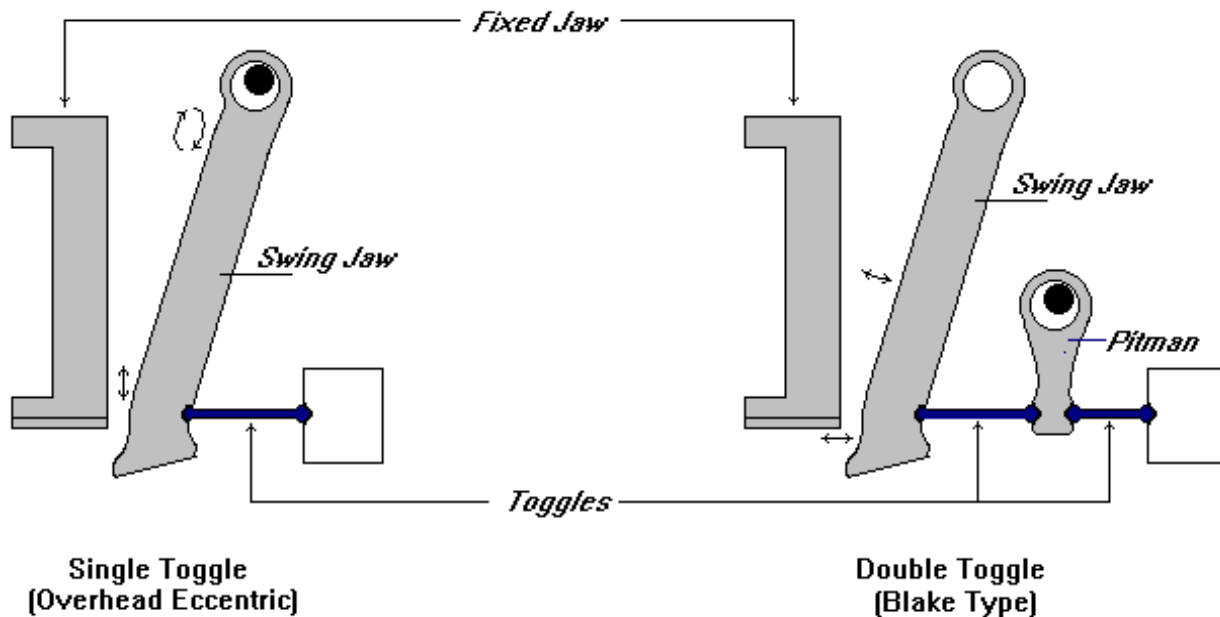 Fixed Jaw
Swing Jaw
Swing Jaw
Pitman
Toggles
Single Toggle
(Overhead Eccentric)
Double Toggle
(Blake Type)